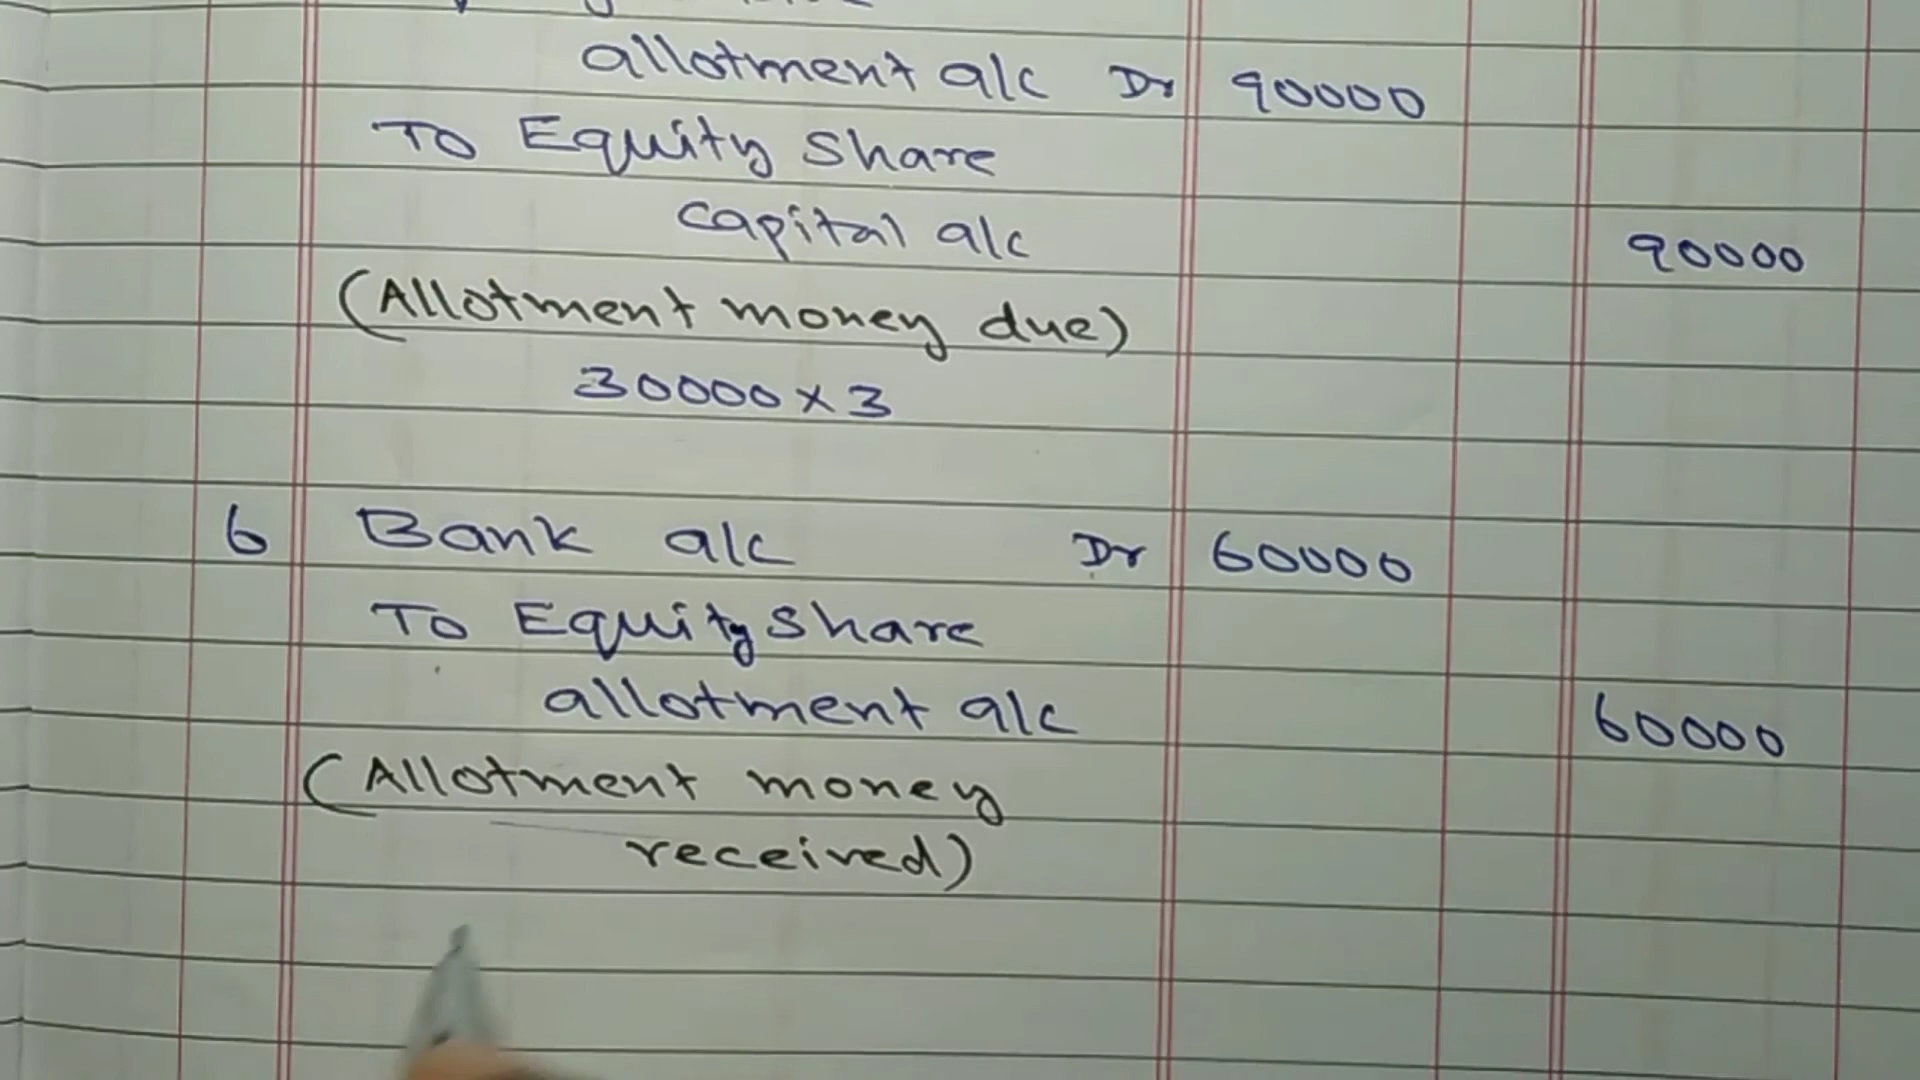 allotment a/c Dr 90000
To Equity share
capital a/c 90000
(Allotment money due)
30000 x 3
6 Bank a/c Dr 60000
To Equity share
allotment a/c 60000
(Allotment money
received)